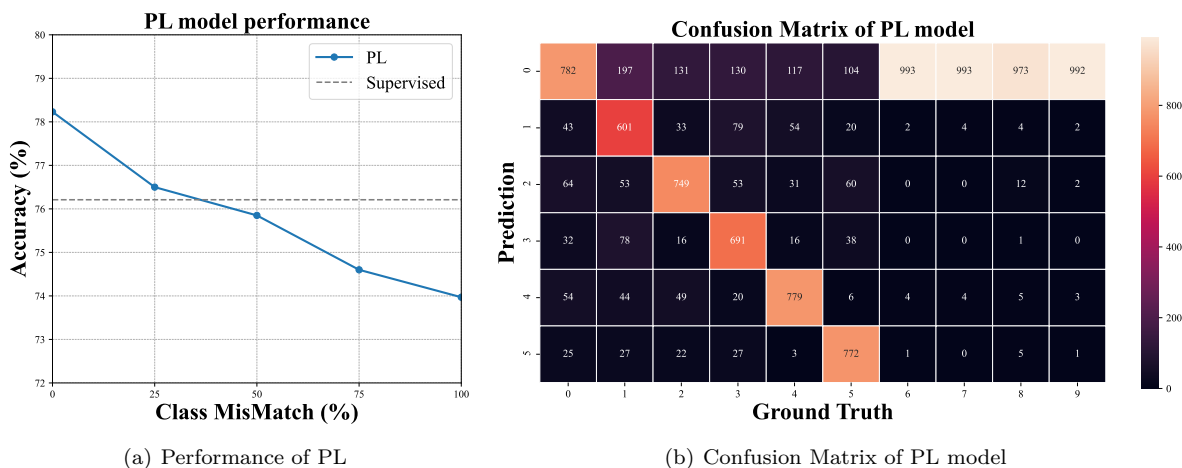 PL model performance
80
79
78
77
76
75
74
73
72
0
25
50
75
100
Accuracy (%)
Class MisMatch (%)
PL
Supervised
(a) Performance of PL
Confusion Matrix of PL model
Prediction
0 782 197 131 130 117 104 993 993 973 992
1 43 601 33 79 54 20 2 4 4 2
2 64 53 749 53 31 60 0 0 12 2
3 32 78 16 691 16 38 0 0 1 0
4 54 44 49 20 779 6 4 4 5 3
5 25 27 22 27 3 772 1 0 5 1
0 1 2 3 4 5 6 7 8 9
Ground Truth
800
600
400
200
0
(b) Confusion Matrix of PL model